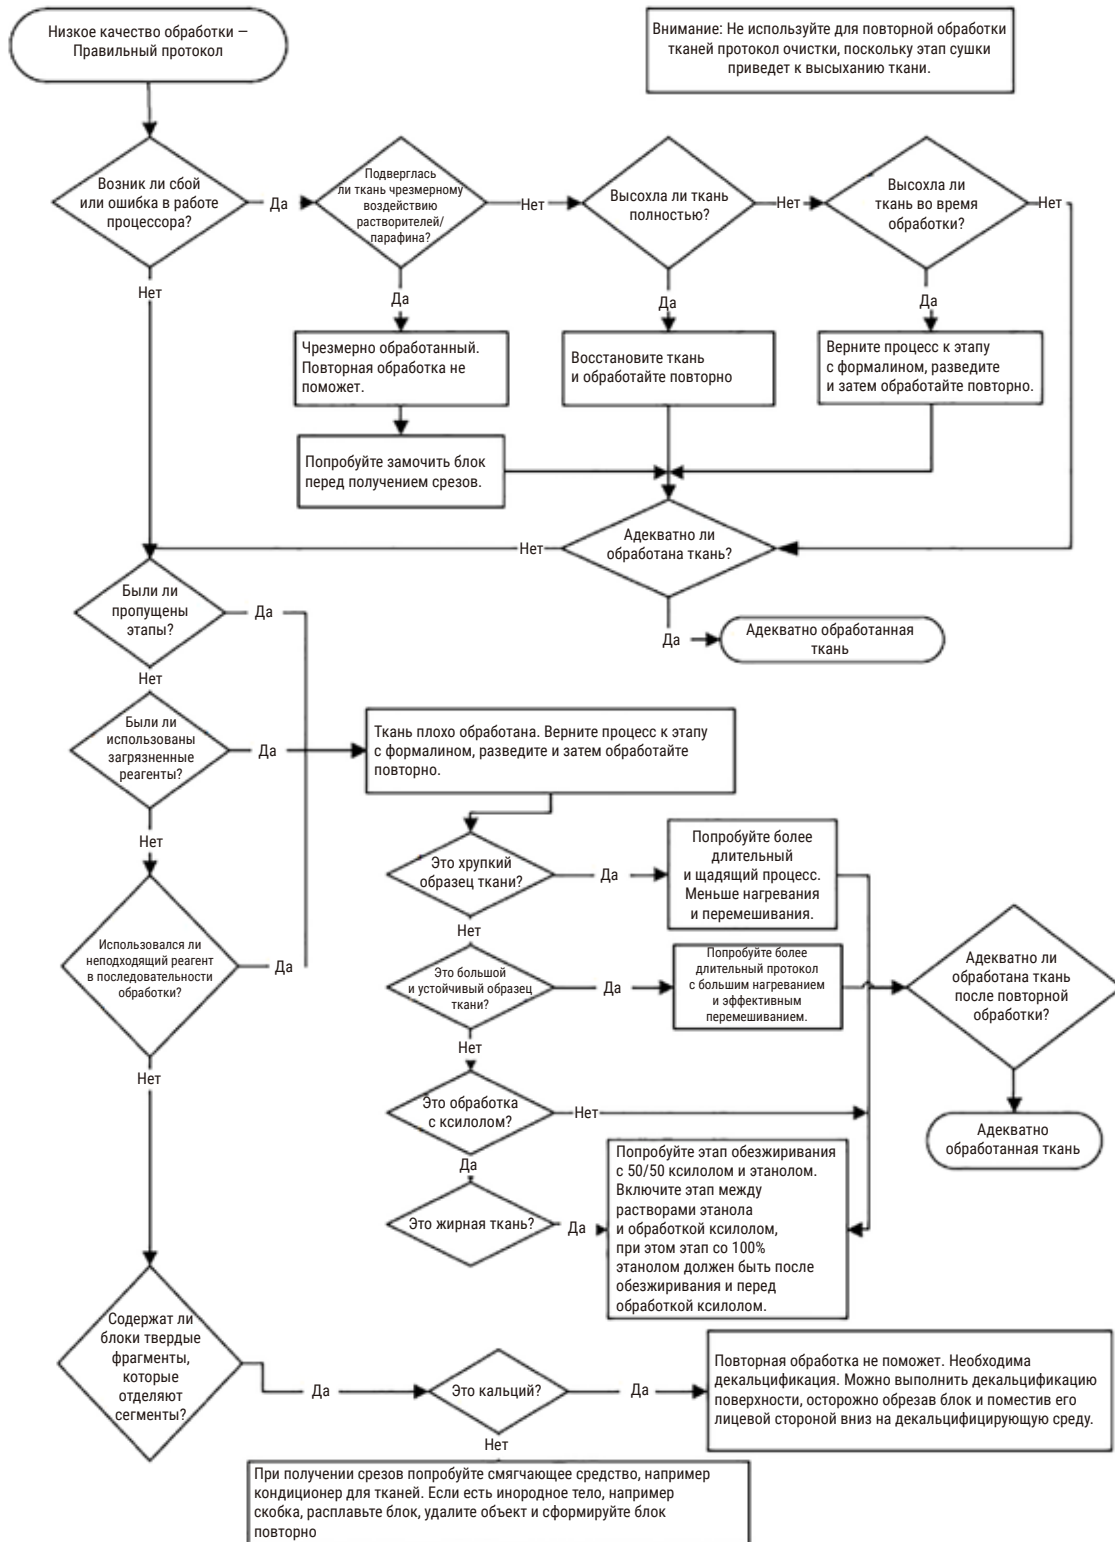 Низкое качество обработки —
Правильный протокол
Внимание: Не используйте для повторной обработки
тканей протокол очистки, поскольку этап сушки
приведет к высыханию ткани.
Возник ли сбой
или ошибка в работе
процессора?
Да
Подверглась
ли ткань чрезмерному
воздействию
растворителей/
парафина?
Нет
Высохла ли ткань
полностью?
Нет
Высохла ли
ткань во время
обработки?
Нет
Нет
Да
Да
Да
Чрезмерно обработанный.
Повторная обработка не
поможет.
Восстановите ткань
и обработайте повторно
Верните процесс к этапу
с формалином, разведите
и затем обработайте повторно.
Попробуйте замочить блок
перед получением срезов.
Адекватно ли
обработана ткань?
Нет
Да
Адекватно обработанная
ткань
Были ли
пропущены
этапы?
Да
Нет
Были ли
использованы
загрязненные
реагенты?
Да
Ткань плохо обработана. Верните процесс к этапу
с формалином, разведите и затем обработайте
повторно.
Нет
Использовался ли
неподходящий реагент
в последовательности
обработки?
Да
Нет
Это хрупкий
образец ткани?
Да
Попробуйте более
длительный
и щадящий процесс.
Меньше нагревания
и перемешивания.
Нет
Это большой
и устойчивый образец
ткани?
Да
Попробуйте более
длительный протокол
с большим нагреванием
и эффективным
перемешиванием.
Адекватно ли
обработана ткань
после повторной
обработки?
Нет
Это обработка
с ксилолом?
Нет
Адекватно
обработанная ткань
Да
Это жирная ткань?
Да
Попробуйте этап обезжиривания
с 50/50 ксилолом и этанолом.
Включите этап между
растворами этанола
и обработкой ксилолом,
при этом этап со 100%
этанолом должен быть после
обезжиривания и перед
обработкой ксилолом.
Содержат ли
блоки твердые
фрагменты,
которые
отделяют
сегменты?
Да
Это кальций?
Да
Повторная обработка не поможет. Необходима
декальцификация. Можно выполнить декальцификацию
поверхности, осторожно обрезав блок и поместив его
лицевой стороной вниз на декальцифицирующую среду.
Нет
При получении срезов попробуйте смягчающее средство, например
кондиционер для тканей. Если есть инородное тело, например
скобка, расплавьте блок, удалите объект и сформируйте блок
повторно